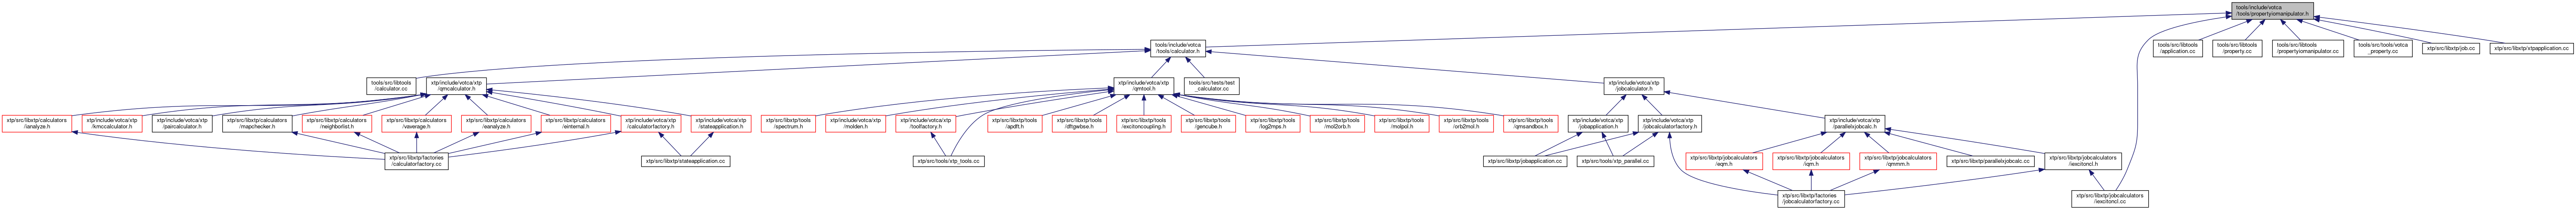 tools/include/votca
/tools/propertyiomanipulator.h
tools/include/votca
/tools/calculator.h
tools/src/libtools
/application.cc
tools/src/libtools
/property.cc
tools/src/libtools
/propertyiomanipulator.cc
tools/src/tools/votca
_property.cc
xtp/src/libxtp/job.cc
xtp/src/libxtp/xtpapplication.cc
tools/src/libtools
/calculator.cc
xtp/include/votca/xtp
/qmcalculator.h
xtp/include/votca/xtp
/qmtool.h
tools/src/tests/test
_calculator.cc
xtp/include/votca/xtp
/jobcalculator.h
xtp/src/libxtp/calculators
/ianalyze.h
xtp/include/votca/xtp
/kmccalculator.h
xtp/include/votca/xtp
/paircalculator.h
xtp/src/libxtp/calculators
/mapchecker.h
xtp/src/libxtp/calculators
/neighborlist.h
xtp/src/libxtp/calculators
/vaverage.h
xtp/src/libxtp/calculators
/eanalyze.h
xtp/src/libxtp/calculators
/einternal.h
xtp/include/votca/xtp
/calculatorfactory.h
xtp/include/votca/xtp
/stateapplication.h
xtp/src/libxtp/tools
/spectrum.h
xtp/include/votca/xtp
/molden.h
xtp/include/votca/xtp
/toolfactory.h
xtp/src/libxtp/tools
/apdft.h
xtp/src/libxtp/tools
/dftgwbse.h
xtp/src/libxtp/tools
/excitoncoupling.h
xtp/src/libxtp/tools
/gencube.h
xtp/src/libxtp/tools
/log2mps.h
xtp/src/libxtp/tools
/mol2orb.h
xtp/src/libxtp/tools
/molpol.h
xtp/src/libxtp/tools
/orb2mol.h
xtp/src/libxtp/tools
/qmsandbox.h
xtp/include/votca/xtp
/jobapplication.h
xtp/include/votca/xtp
/jobcalculatorfactory.h
xtp/include/votca/xtp
/parallelxjobcalc.h
xtp/src/libxtp/factories
/calculatorfactory.cc
xtp/src/libxtp/stateapplication.cc
xtp/src/tools/xtp_tools.cc
xtp/src/libxtp/jobapplication.cc
xtp/src/tools/xtp_parallel.cc
xtp/src/libxtp/jobcalculators
/eqm.h
xtp/src/libxtp/jobcalculators
/iqm.h
xtp/src/libxtp/jobcalculators
/qmmm.h
xtp/src/libxtp/parallelxjobcalc.cc
xtp/src/libxtp/jobcalculators
/iexcitoncl.h
xtp/src/libxtp/factories
/jobcalculatorfactory.cc
xtp/src/libxtp/jobcalculators
/iexcitoncl.cc